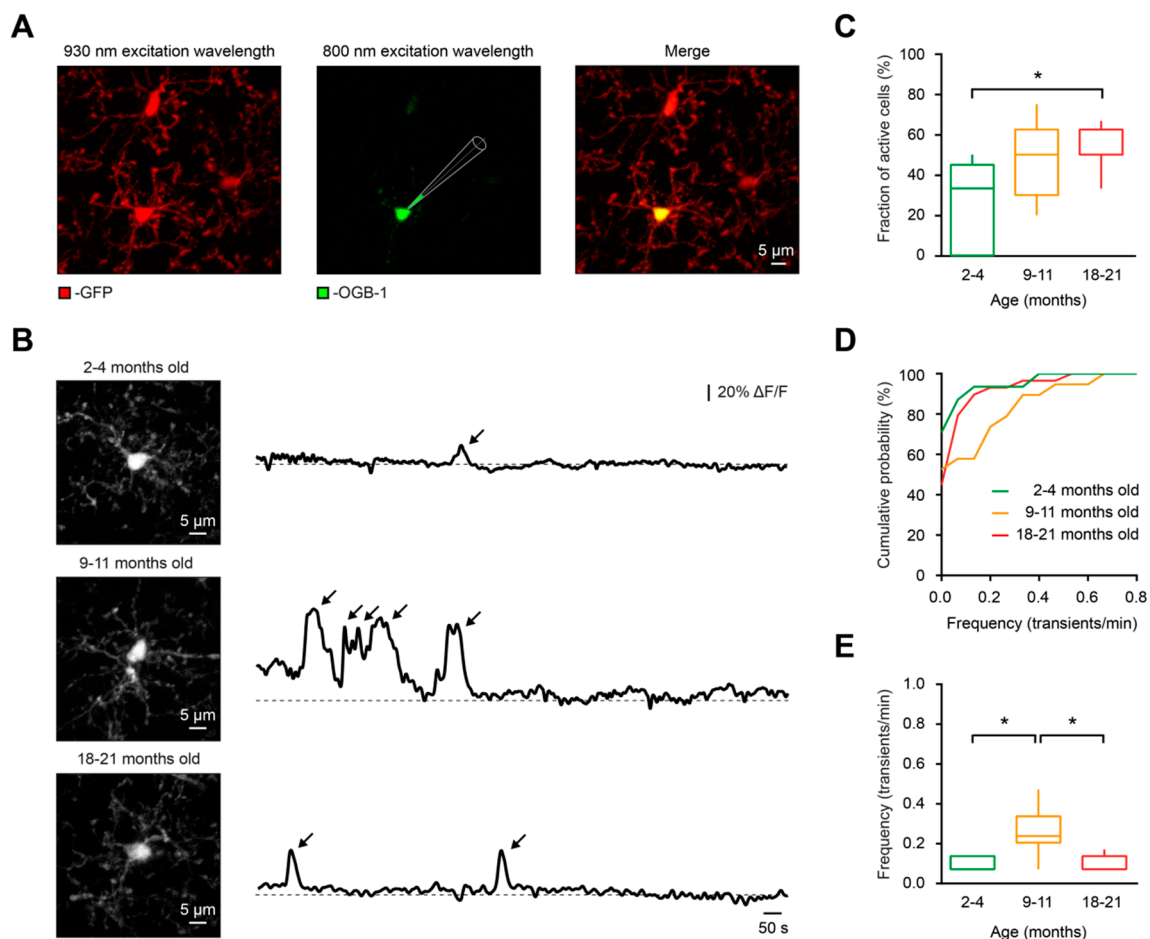 A
930 nm excitation wavelength
800 nm excitation wavelength
Merge
5 µm
-GFP
-OGB-1
B
2-4 months old
5 µm
20% ΔF/F
9-11 months old
5 µm
18-21 months old
5 µm
50 s
C
Fraction of active cells (%)
100
80
60
40
20
0
*
2-4
9-11
18-21
Age (months)
D
Cumulative probability (%)
100
80
60
40
20
0
2-4 months old
9-11 months old
18-21 months old
0.0
0.2
0.4
0.6
0.8
Frequency (transients/min)
E
Frequency (transients/min)
1.0
0.8
0.6
0.4
0.2
0.0
*
*
2-4
9-11
18-21
Age (months)